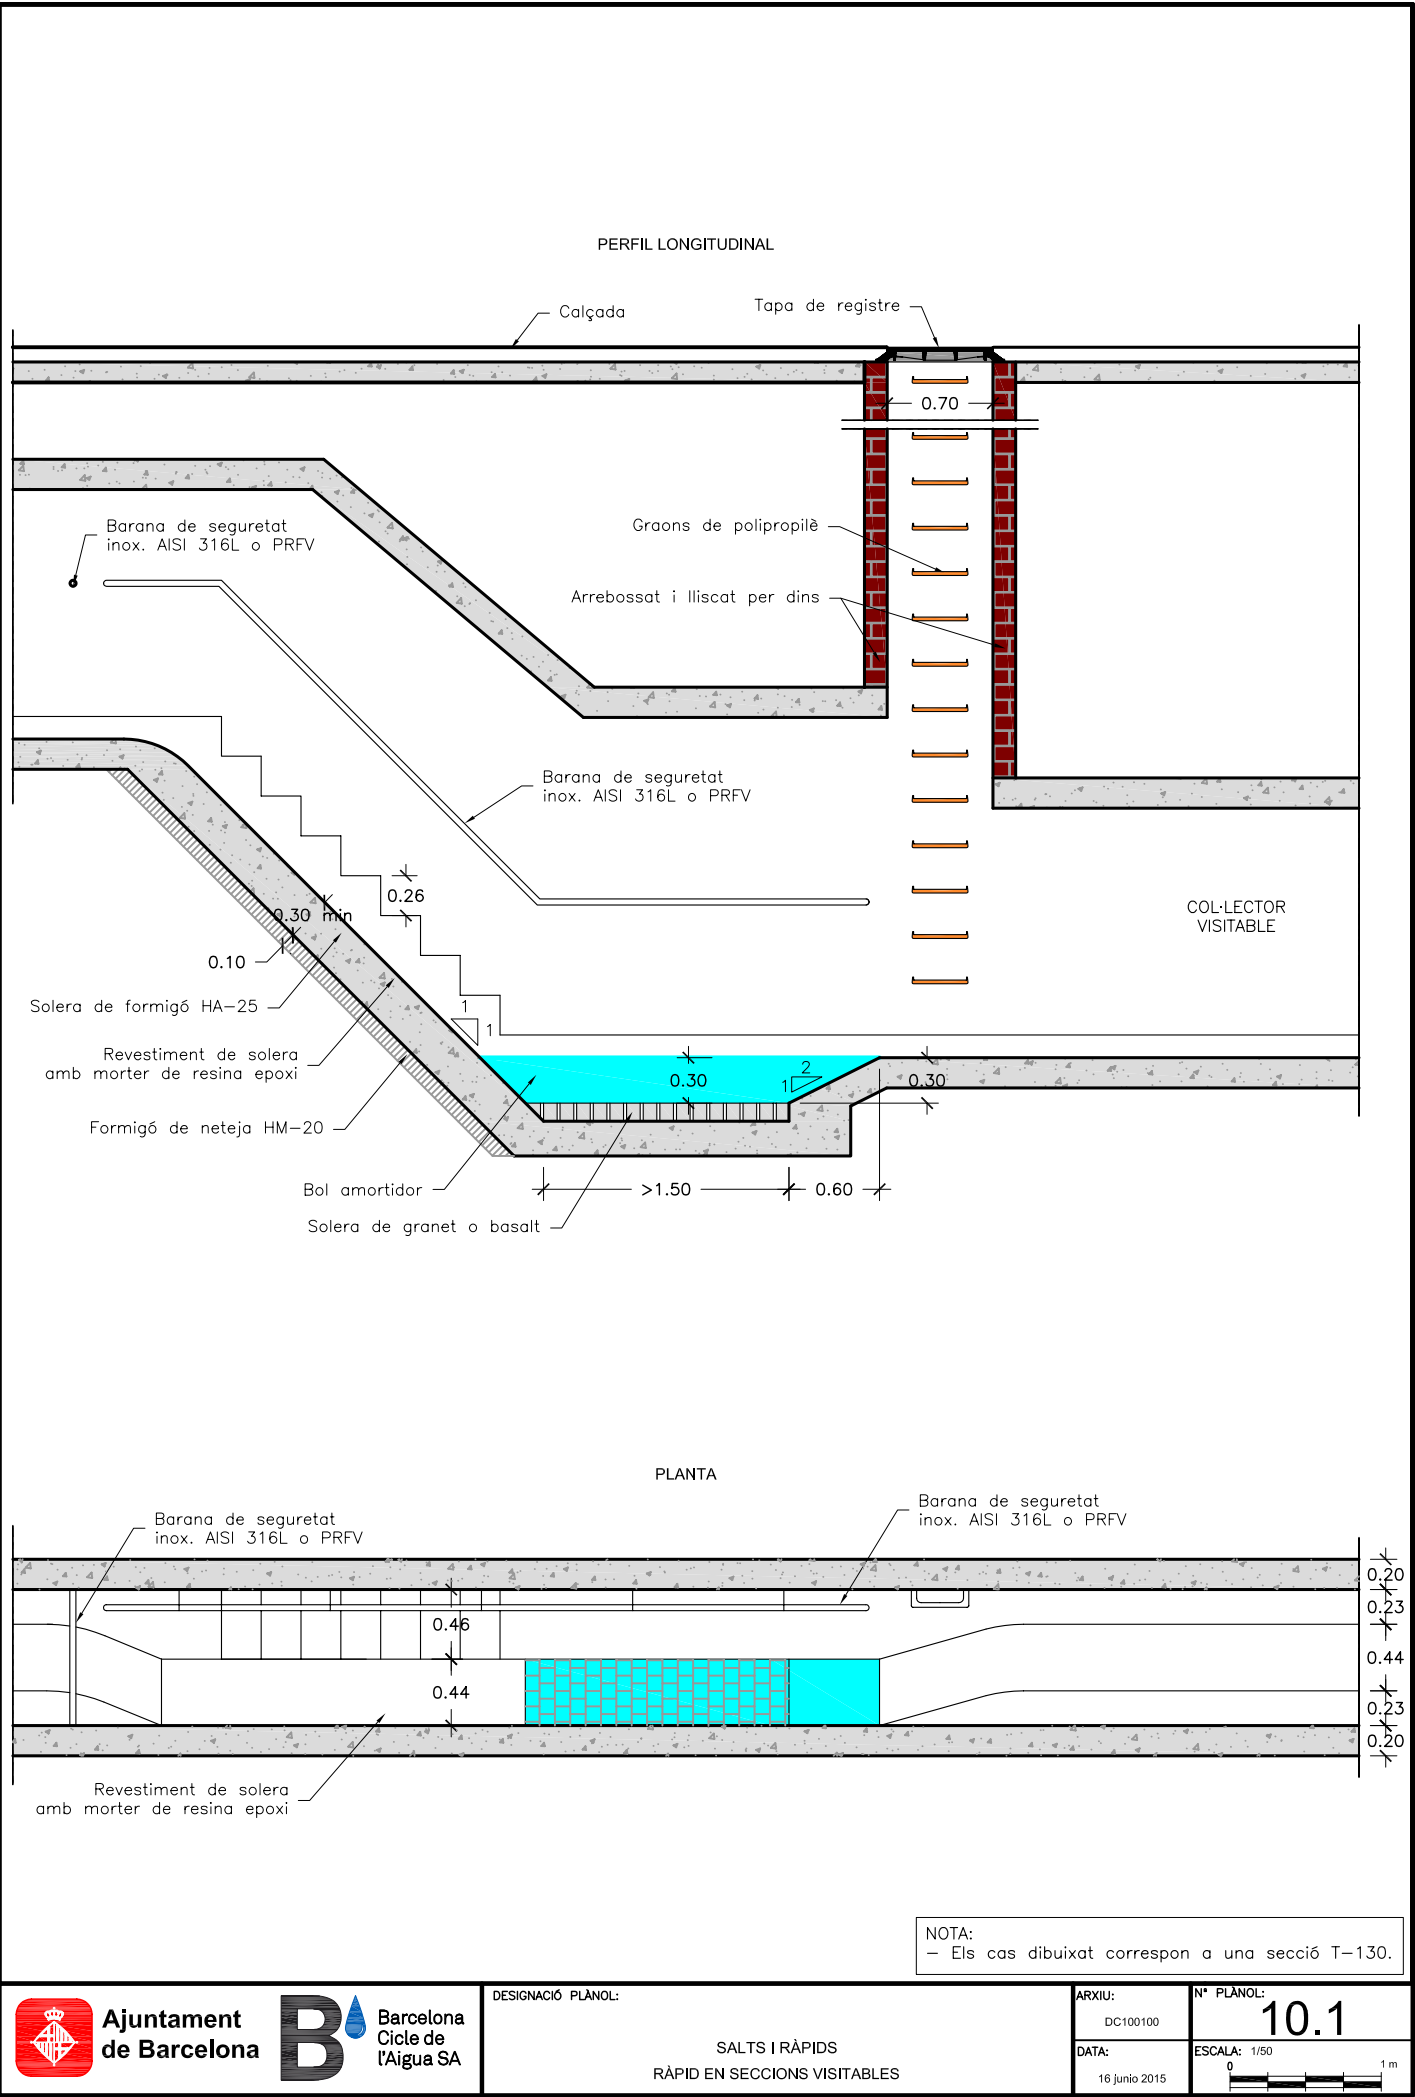 PERFIL LONGITUDINAL
Calçada
Tapa de registre
0.70
Barana de seguretat
inox. AISI 316L o PRFV
Graons de polipropilè
Arrebossat i lliscat per dins
Barana de seguretat
inox. AISI 316L o PRFV
0.26
0.30 min
0.10
COL·LECTOR
VISITABLE
Solera de formigó HA-25
1
1
Revestiment de solera
amb morter de resina epoxi
0.30
2
1
0.30
Formigó de neteja HM-20
Bol amortidor
>1.50
0.60
Solera de granet o basalt
PLANTA
Barana de seguretat
inox. AISI 316L o PRFV
Barana de seguretat
inox. AISI 316L o PRFV
0.20
0.23
0.46
0.44
0.44
0.23
0.20
Revestiment de solera
amb morter de resina epoxi
NOTA:
- Els cas dibuixat correspon a una secció T-130.
Ajuntament
de Barcelona
B
Barcelona
Cicle de
l'Aigua SA
DESIGNACIÓ PLÀNOL:
SALTS I RÀPIDS
RÀPID EN SECCIONS VISITABLES
ARXIU:
DC100100
DATA:
16 junio 2015
Nº PLÀNOL:
10.1
ESCALA: 1/50
0
1 m